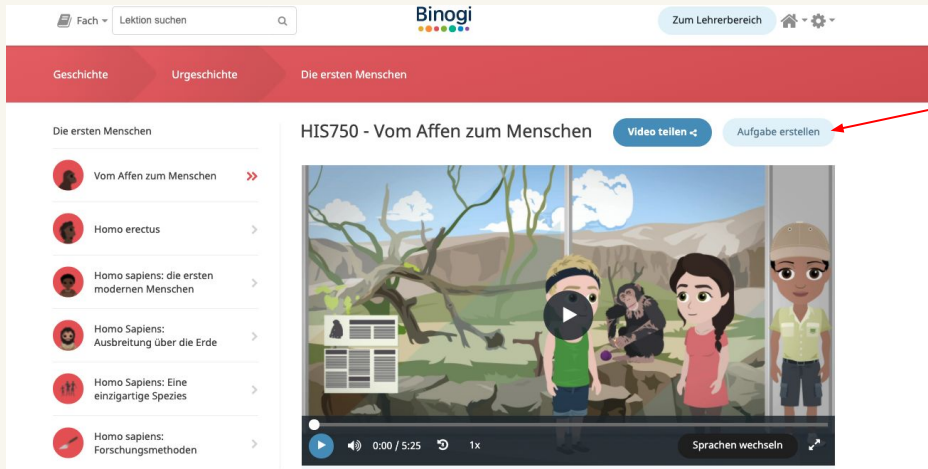 Fach
Lektion suchen
Binogi
Zum Lehrerbereich
Geschichte
Urgeschichte
Die ersten Menschen
Die ersten Menschen
Vom Affen zum Menschen
Homo erectus
Homo sapiens: die ersten
modernen Menschen
Homo Sapiens:
Ausbreitung über die Erde
Homo Sapiens: Eine
einzigartige Spezies
Homo sapiens:
Forschungsmethoden
HIS750 - Vom Affen zum Menschen
Video teilen
Aufgabe erstellen
0:00 / 5:25
1x
Sprachen wechseln